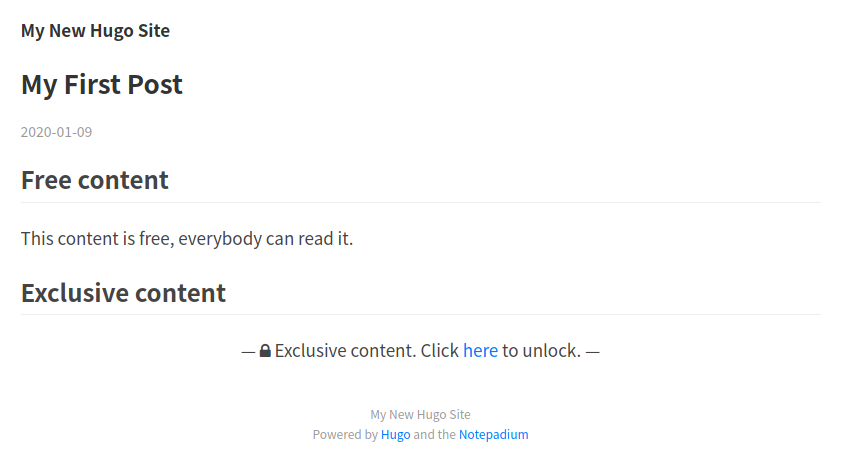 My New Hugo Site
My First Post
2020-01-09
Free content
This content is free, everybody can read it.
Exclusive content
— 🔒 Exclusive content. Click here to unlock. —
My New Hugo Site
Powered by Hugo and the Notepadium